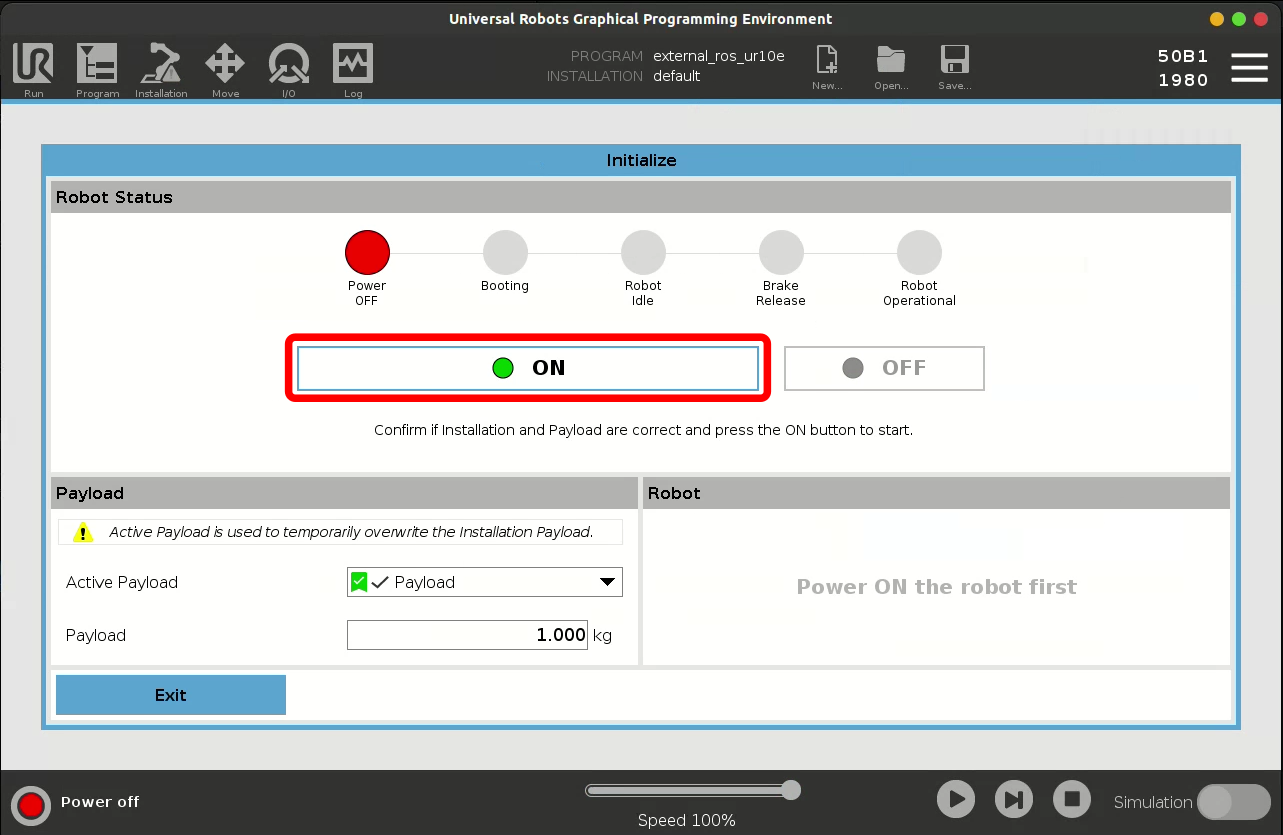 Universal Robots Graphical Programming Environment
UR
Run
Program
Installation
Move
I/O
Log
PROGRAM external_ros_ur10e
INSTALLATION default
New...
Open...
Save...
50B1
1980
Initialize
Robot Status
Power
OFF
Booting
Robot
Idle
Brake
Release
Robot
Operational
ON
OFF
Confirm if Installation and Payload are correct and press the ON button to start.
Payload
Robot
Active Payload is used to temporarily overwrite the Installation Payload.
Active Payload
Payload
Payload
1.000 kg
Power ON the robot first
Exit
Power off
Speed 100%
Simulation